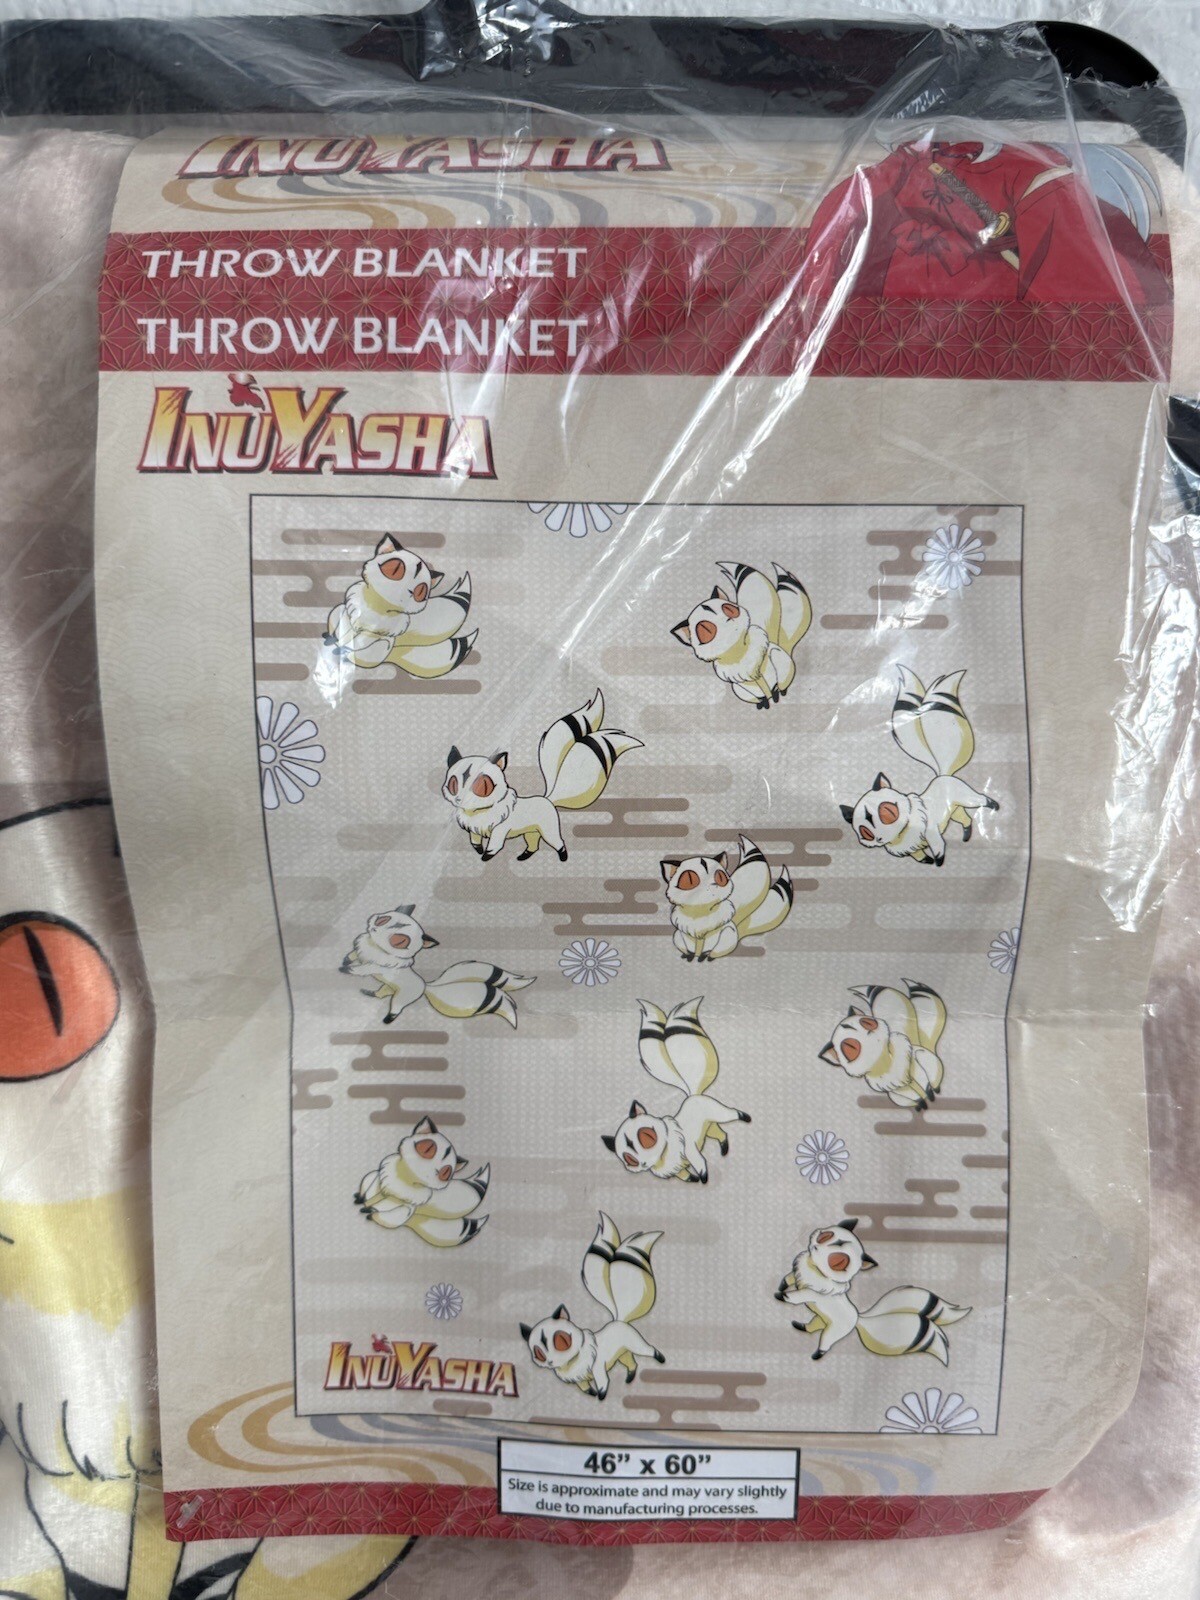 INUYASHA
THROW BLANKET
THROW BLANKET
INUYASHA
INUYASHA
46" x 60"
Size is approximate and may vary slightly
due to manufacturing processes.